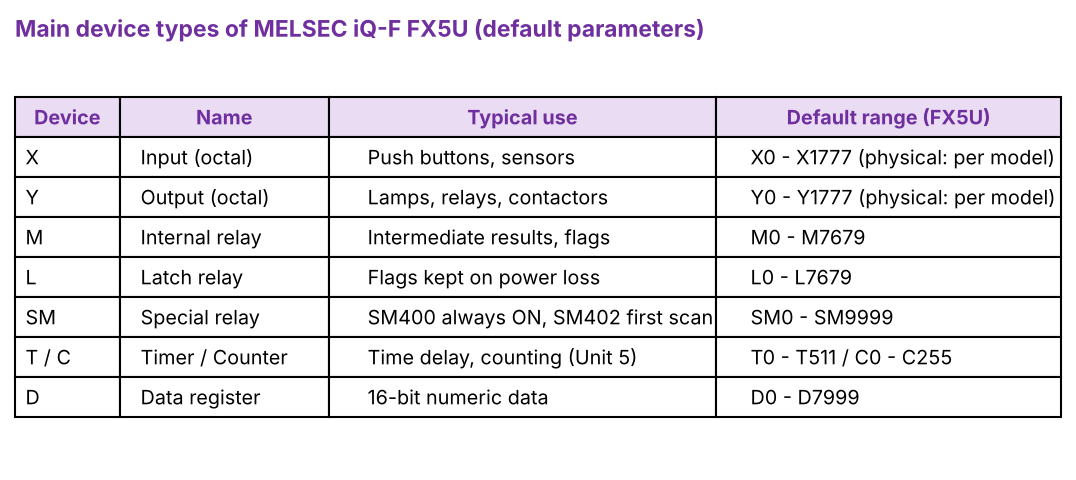 Main device types of MELSEC iQ-F FX5U (default parameters)
Device Name Typical use Default range (FX5U)
X Input (octal) Push buttons, sensors X0 - X1777 (physical: per model)
Y Output (octal) Lamps, relays, contactors Y0 - Y1777 (physical: per model)
M Internal relay Intermediate results, flags M0 - M7679
L Latch relay Flags kept on power loss L0 - L7679
SM Special relay SM400 always ON, SM402 first scan SM0 - SM9999
T / C Timer / Counter Time delay, counting (Unit 5) T0 - T511 / C0 - C255
D Data register 16-bit numeric data D0 - D7999